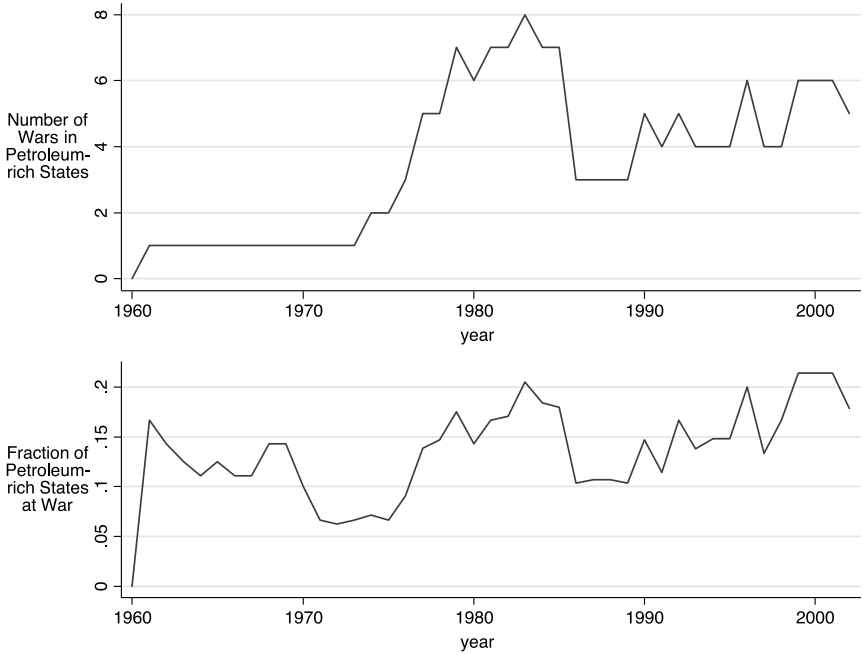 8
6
4
2
0
Number of
Wars in
Petroleum-
rich States
1960
1970
1980
1990
2000
year
.2
.15
.1
.05
0
Fraction of
Petroleum-
rich States
at War
1960
1970
1980
1990
2000
year